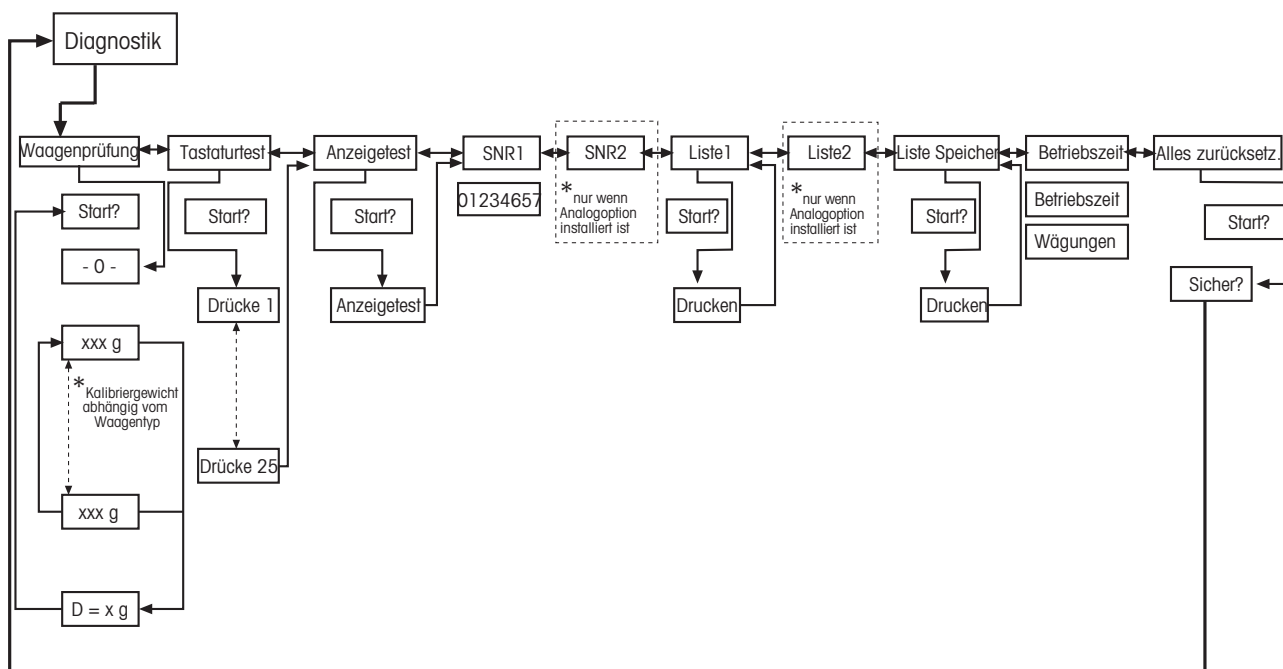 Diagnostik
Waagenprüfung
Tastaturtest
Anzeigetest
SNR1
SNR2
Liste1
Liste2
Liste Speicher
Betriebszeit
Alles zurücksetz.
Start?
Start?
Start?
01234657
* nur wenn
Analogoption
installiert ist
Start?
* nur wenn
Analogoption
installiert ist
Start?
Betriebszeit
Start?
Wägungen
- 0 -
Drücke 1
Anzeigetest
Drucken
Drucken
Sicher?
xxx g
* Kalibriergewicht
abhängig vom
Waagentyp
Drücke 25
xxx g
D = x g